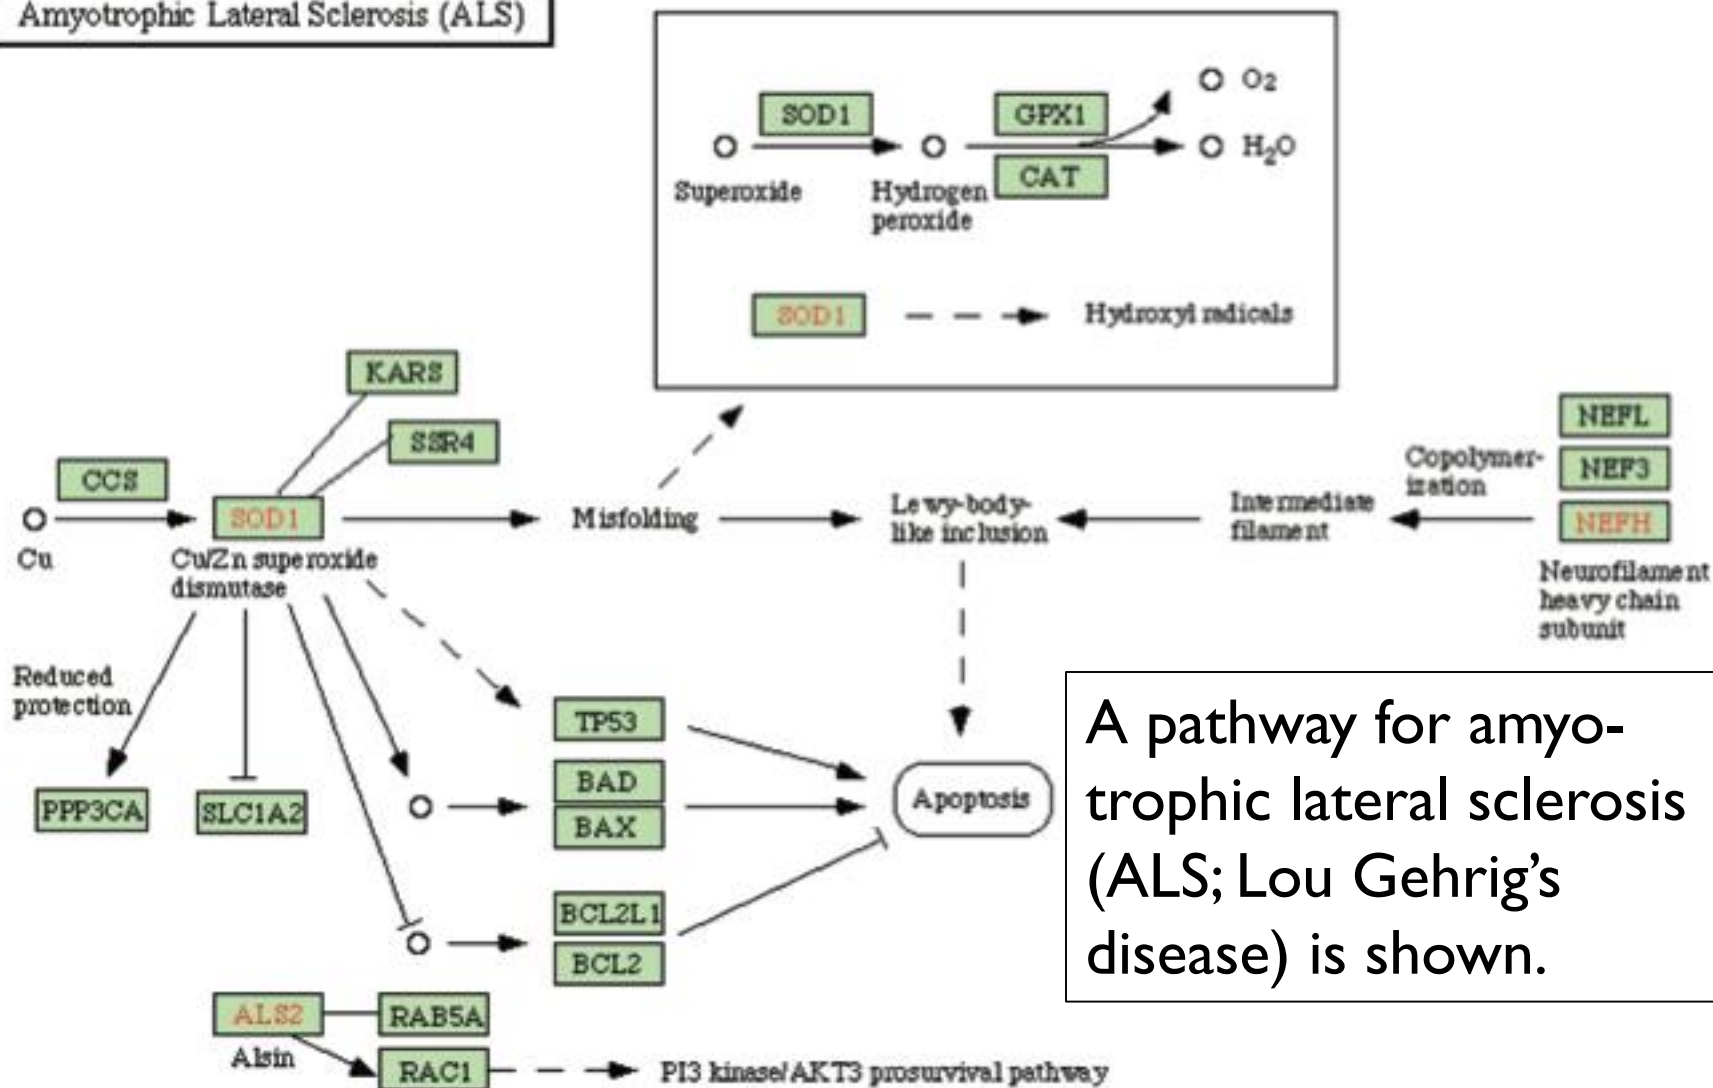 Amyotrophic Lateral Sclerosis (ALS)
SOD1
GPX1
CAT
O2
H2O
Superoxide
Hydrogen
peroxide
SOD1
Hydroxyl radicals
KARS
SSR4
CCS
Cu
SOD1
Cu/Zn superoxide
dismutase
Misfolding
Lewy-body-
like inclusion
Intermediate
filament
Copolymer-
ization
NEFL
NEF3
NEFH
Neurofilament
heavy chain
subunit
Reduced
protection
PPP3CA
SLC1A2
TP53
BAD
BAX
BCL2L1
BCL2
Apoptosis
A pathway for amyo-
trophic lateral sclerosis
(ALS; Lou Gehrig’s
disease) is shown.
ALS2
Alsin
RAB5A
RAC1
PI3 kinase/AKT3 prosurvival pathway